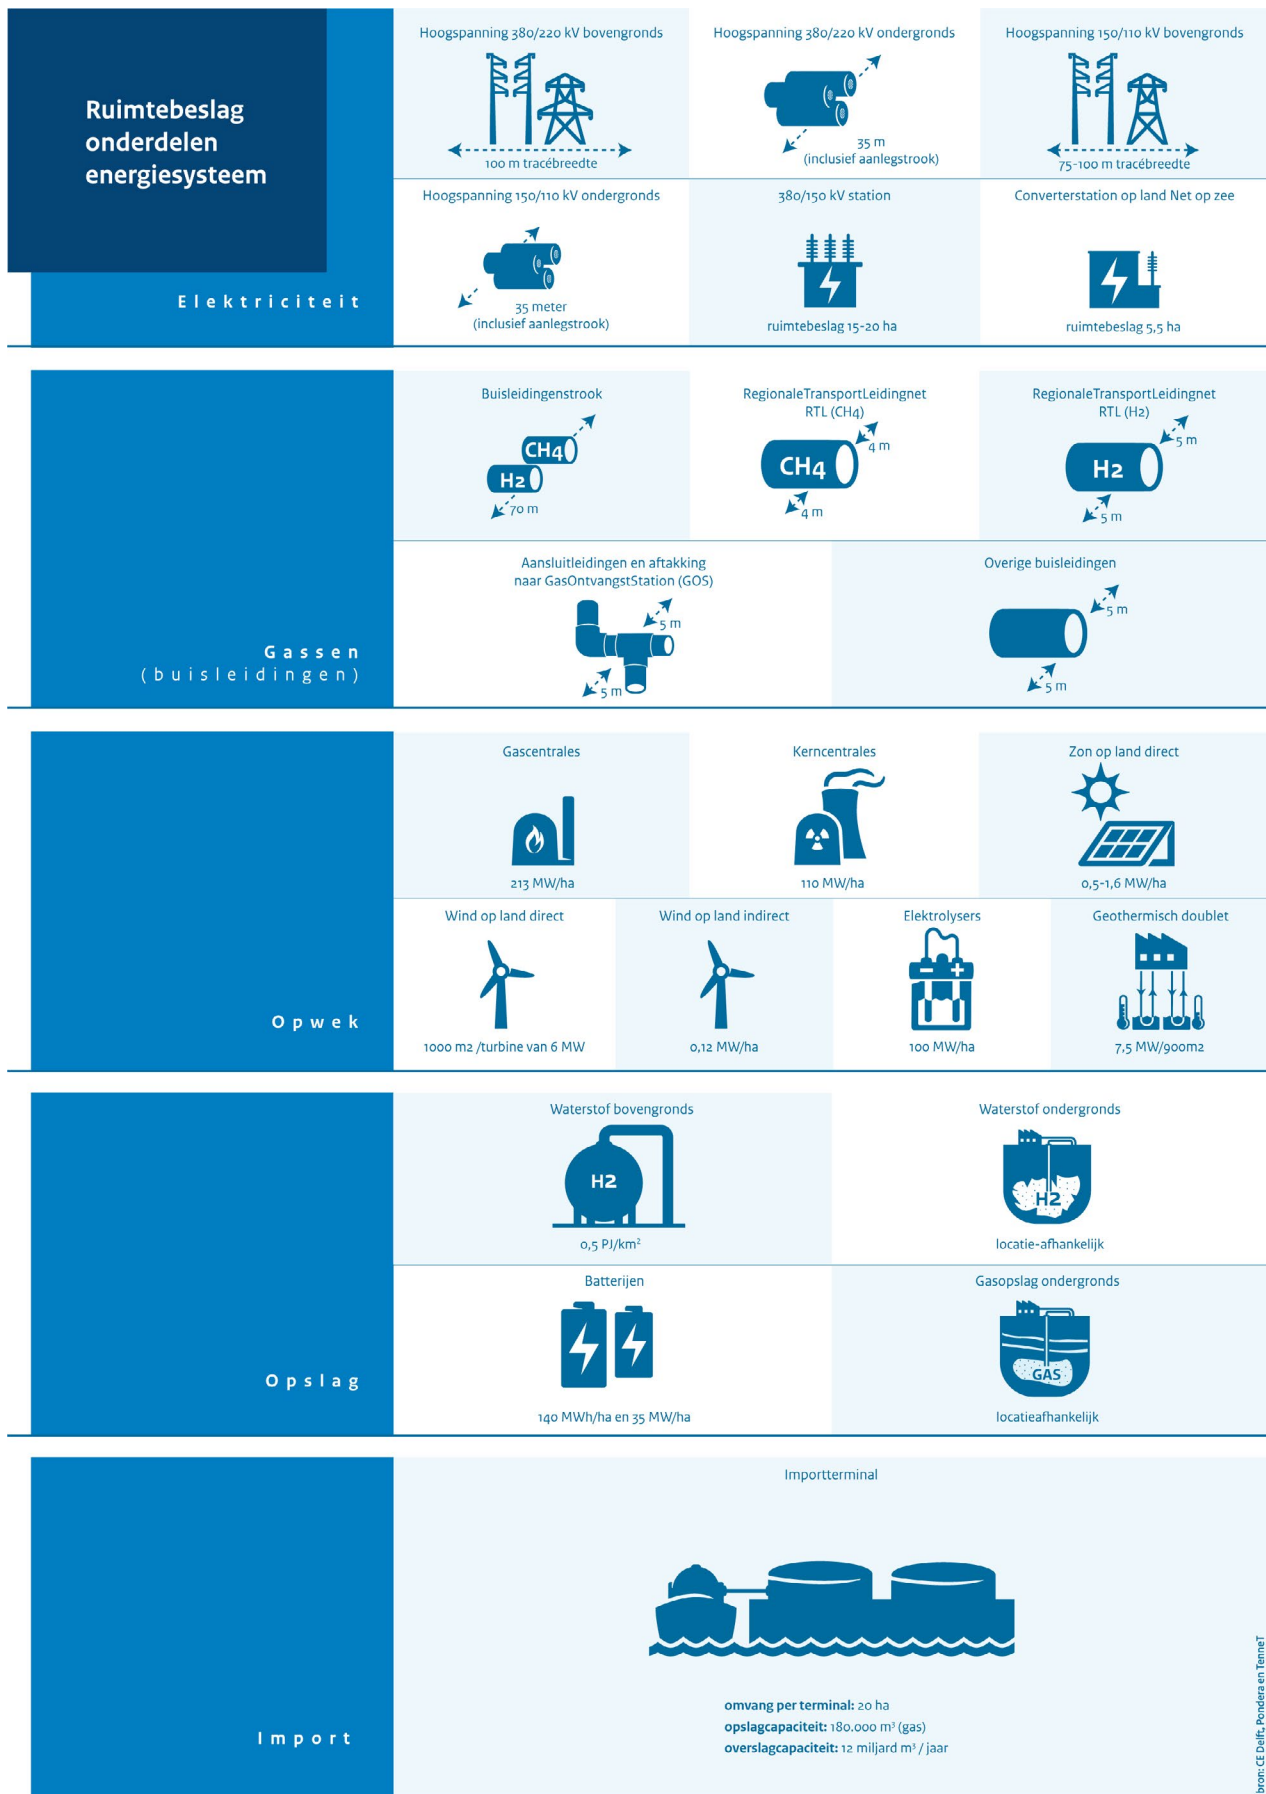 Ruimtebeslag
onderdelen
energiesysteem
Elektriciteit
Hoogspanning 380/220 kV bovengronds
100 m tracébreedte
Hoogspanning 380/220 kV ondergronds
35 m
(inclusief aanlegstrook)
Hoogspanning 150/110 kV bovengronds
75-100 m tracébreedte
Hoogspanning 150/110 kV ondergronds
35 meter
(inclusief aanlegstrook)
380/150 kV station
ruimtebeslag 15-20 ha
Converterstation op land Net op zee
ruimtebeslag 5,5 ha
Gassen
(buisleidingen)
Buisleidingenstrook
CH4
H2
70 m
RegionaleTransportLeidingnet
RTL (CH4)
4 m
CH4
4 m
RegionaleTransportLeidingnet
RTL (H2)
5 m
H2
5 m
Aansluitleidingen en aftakking
naar GasOntvangstStation (GOS)
5 m
5 m
Overige buisleidingen
5 m
5 m
Opwek
Gascentrales
213 MW/ha
Kerncentrales
110 MW/ha
Zon op land direct
0,5-1,6 MW/ha
Wind op land direct
1000 m2 /turbine van 6 MW
Wind op land indirect
0,12 MW/ha
Elektrolysers
100 MW/ha
Geothermisch doublet
7,5 MW/900m2
Opslag
Waterstof bovengronds
H2
0,5 PJ/km²
Waterstof ondergronds
H2
locatie-afhankelijk
Batterijen
140 MWh/ha en 35 MW/ha
Gasopslag ondergronds
GAS
locatieafhankelijk
Import
Importterminal
omvang per terminal: 20 ha
opslagcapaciteit: 180.000 m³ (gas)
overslagcapaciteit: 12 miljard m³ / jaar
bron: CE Delft, Pondera en TenneT